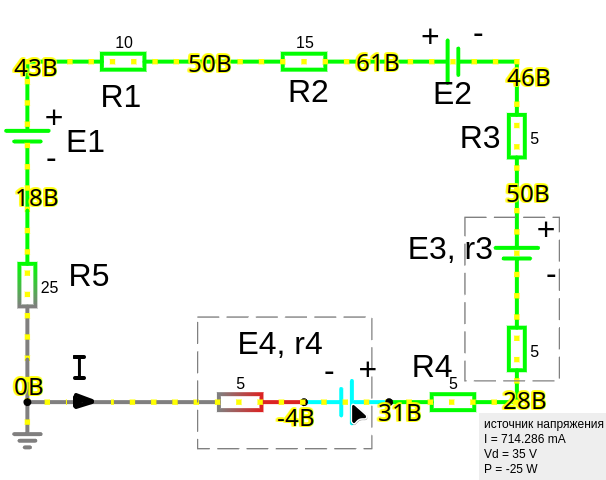 10
15
+ -
43В
50В
61В
46В
R1
R2
E2
+
E1
-
R3
5
18В
50В
+
E3, r3
-
R5
25
E4, r4
5
I
- +
R4
5
0В
-4В
31В
28В
источник напряжения
I = 714.286 mA
Vd = 35 V
P = -25 W